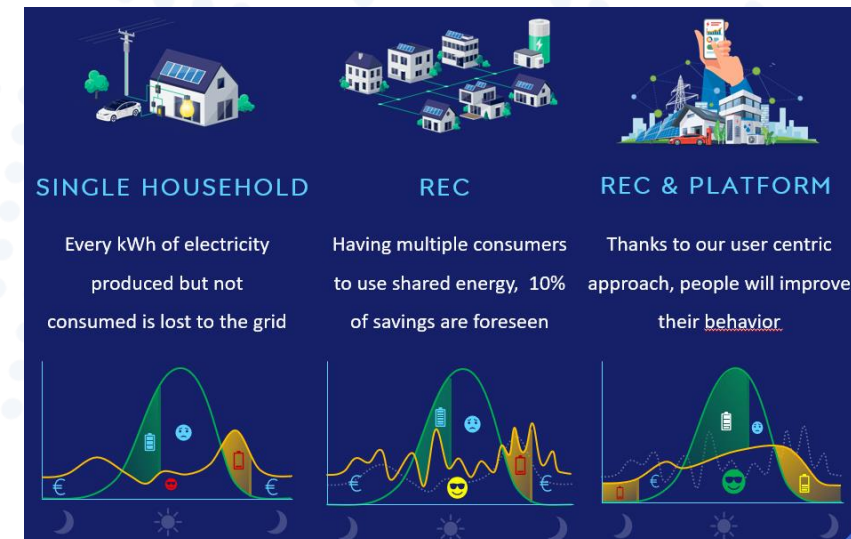 SINGLE HOUSEHOLD
Every kWh of electricity
produced but not
consumed is lost to the grid
€
€
REC
Having multiple consumers
to use shared energy, 10%
of savings are foreseen
€
€
REC & PLATFORM
Thanks to our user centric
approach, people will improve
their behavior
€